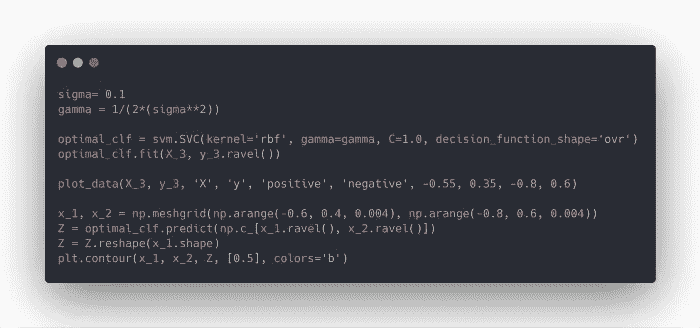 sigma= 0.1
gamma = 1/(2*(sigma**2))
optimal_clf = svm.SVC(kernel='rbf', gamma=gamma, C=1.0, decision_function_shape='ovr')
optimal_clf.fit(X_3, y_3.ravel())
plot_data(X_3, y_3, 'X', 'y', 'positive', 'negative', -0.55, 0.35, -0.8, 0.6)
x_1, x_2 = np.meshgrid(np.arange(-0.6, 0.4, 0.004), np.arange(-0.8, 0.6, 0.004))
Z = optimal_clf.predict(np.c_[x_1.ravel(), x_2.ravel()])
Z = Z.reshape(x_1.shape)
plt.contour(x_1, x_2, Z, [0.5], colors='b')